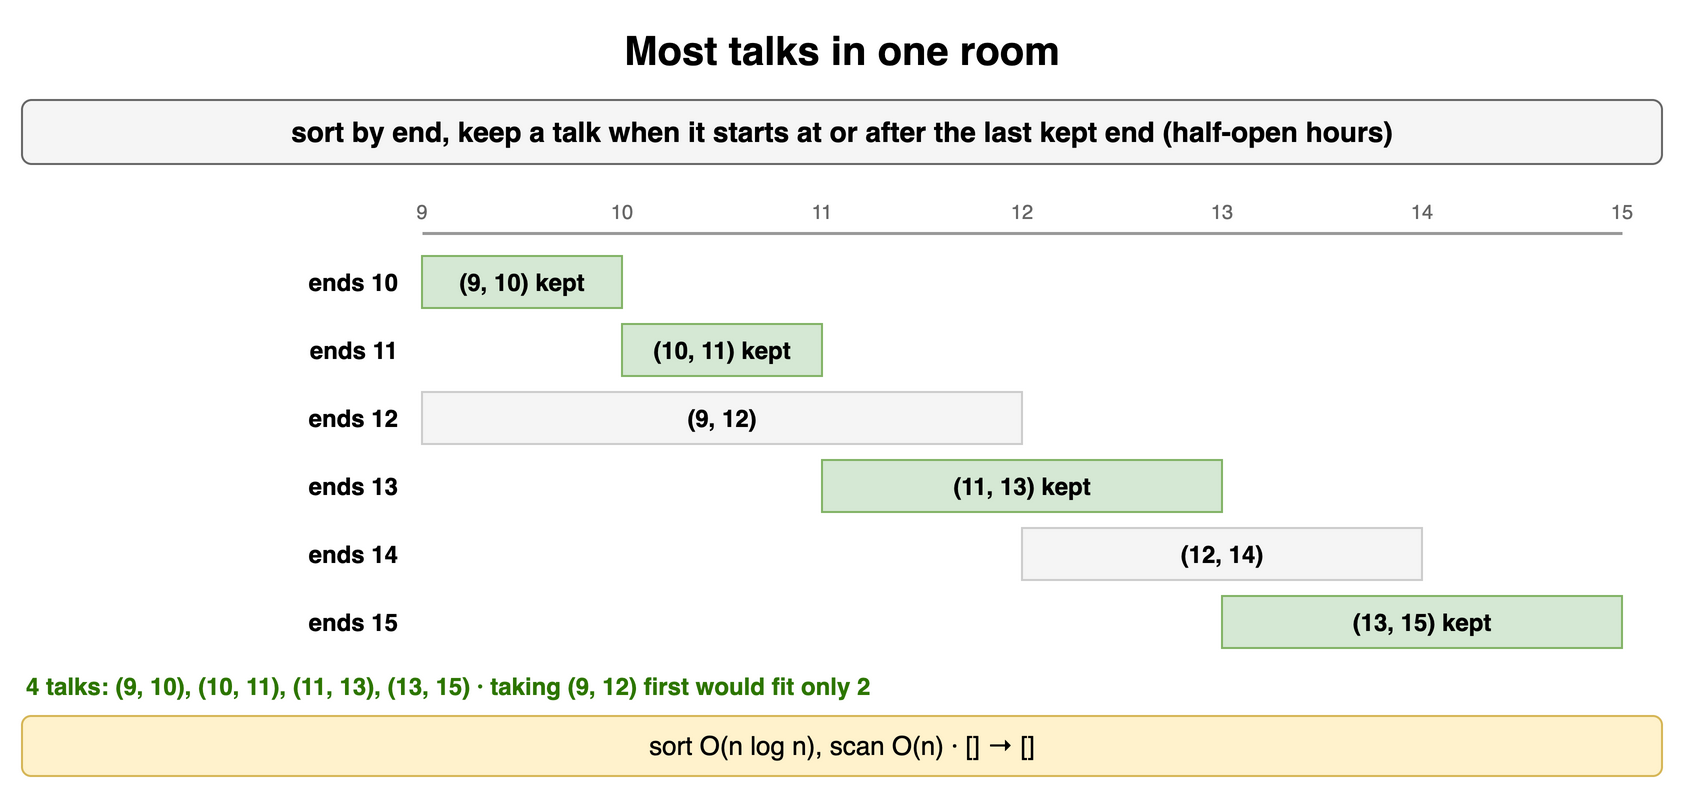 Most talks in one room
sort by end, keep a talk when it starts at or after the last kept end (half-open hours)
9 10 11 12 13 14 15
ends 10 (9, 10) kept
ends 11 (10, 11) kept
ends 12 (9, 12)
ends 13 (11, 13) kept
ends 14 (12, 14)
ends 15 (13, 15) kept
4 talks: (9, 10), (10, 11), (11, 13), (13, 15) · taking (9, 12) first would fit only 2
sort O(n log n), scan O(n) · [] → []